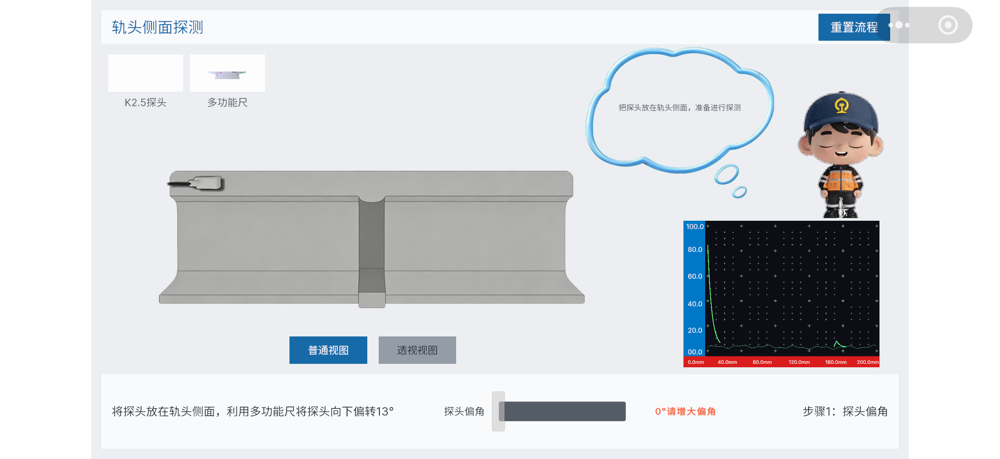 轨头侧面探测
重置流程
K2.5探头
多功能尺
把探头放在轨头侧面，准备进行探测
100.0
80.0
60.0
40.0
20.0
00.0
0.0mm 40.0mm 80.0mm 120.0mm 160.0mm 200.0mm
普通视图
透视视图
将探头放在轨头侧面，利用多功能尺将探头向下偏转13°
探头偏角
0°请增大偏角
步骤1：探头偏角